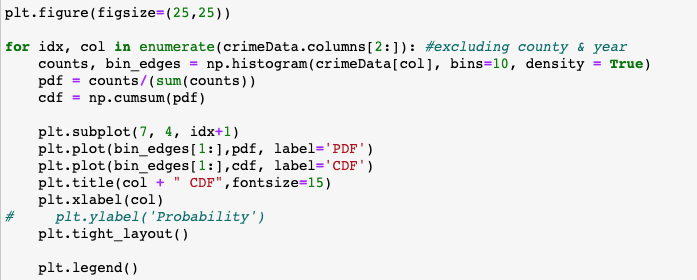 plt.figure(figsize=(25,25))
for idx, col in enumerate(crimeData.columns[2:]): #excluding county & year
    counts, bin_edges = np.histogram(crimeData[col], bins=10, density = True)
    pdf = counts/(sum(counts))
    cdf = np.cumsum(pdf)
    plt.subplot(7, 4, idx+1)
    plt.plot(bin_edges[1:],pdf, label='PDF')
    plt.plot(bin_edges[1:],cdf, label='CDF')
    plt.title(col + " CDF",fontsize=15)
    plt.xlabel(col)
#     plt.ylabel('Probability')
    plt.tight_layout()
    plt.legend()